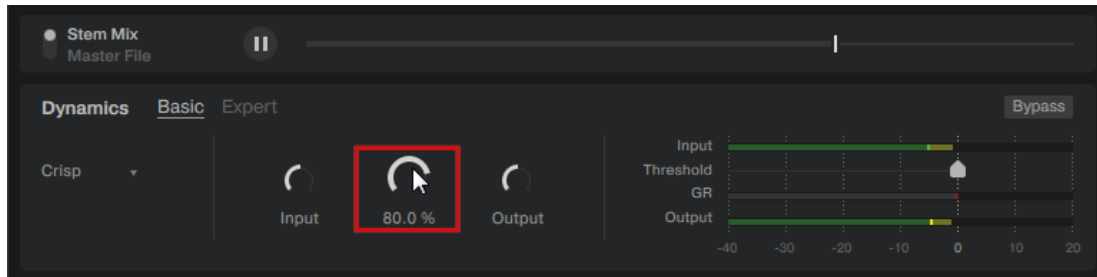 Stem Mix
Master File
Dynamics Basic Expert Bypass
Crisp
Input 80.0 % Output
Input
Threshold
GR
Output
-40 -30 -20 -10 0 10 20